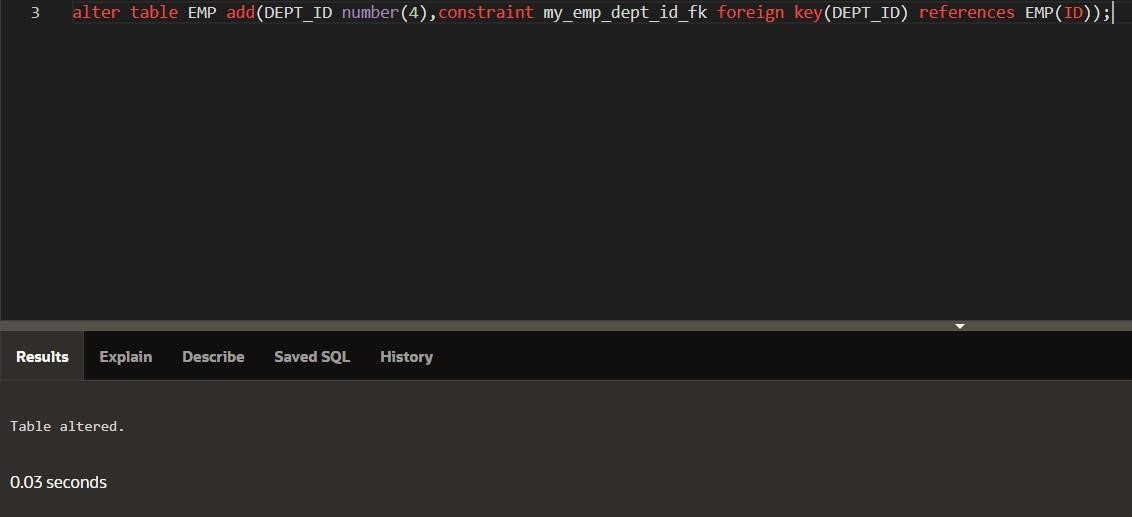 3 alter table EMP add(DEPT_ID number(4),constraint my_emp_dept_id_fk foreign key(DEPT_ID) references EMP(ID));
Results Explain Describe Saved SQL History
Table altered.
0.03 seconds